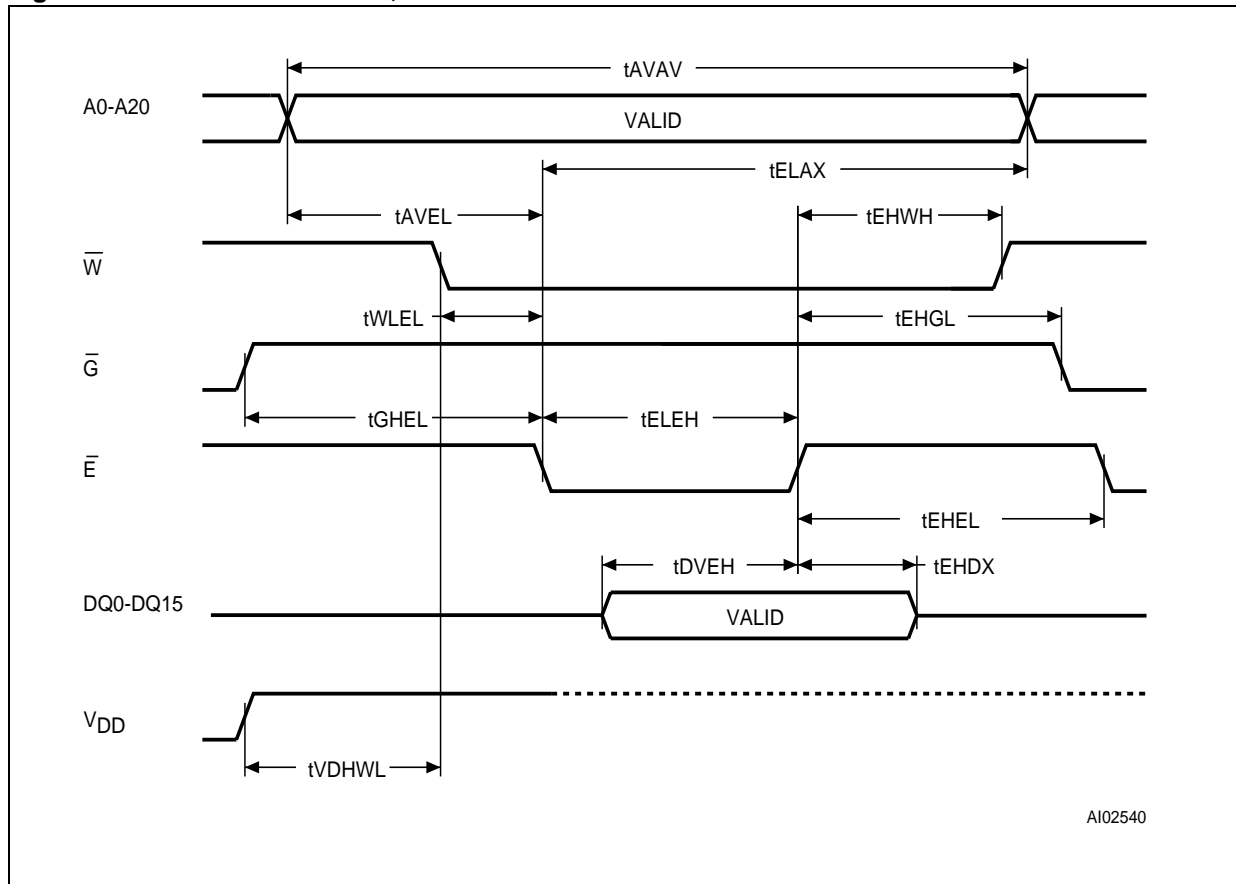 tAVAV
A0-A20
VALID
tELAX
tAVEL
tEHWH
W̅
tWLEL
tEHGL
G̅
tGHEL
tELEH
E̅
tEHEL
tDVEH
tEHDX
DQ0-DQ15
VALID
VDD
tVDHWL
AI02540